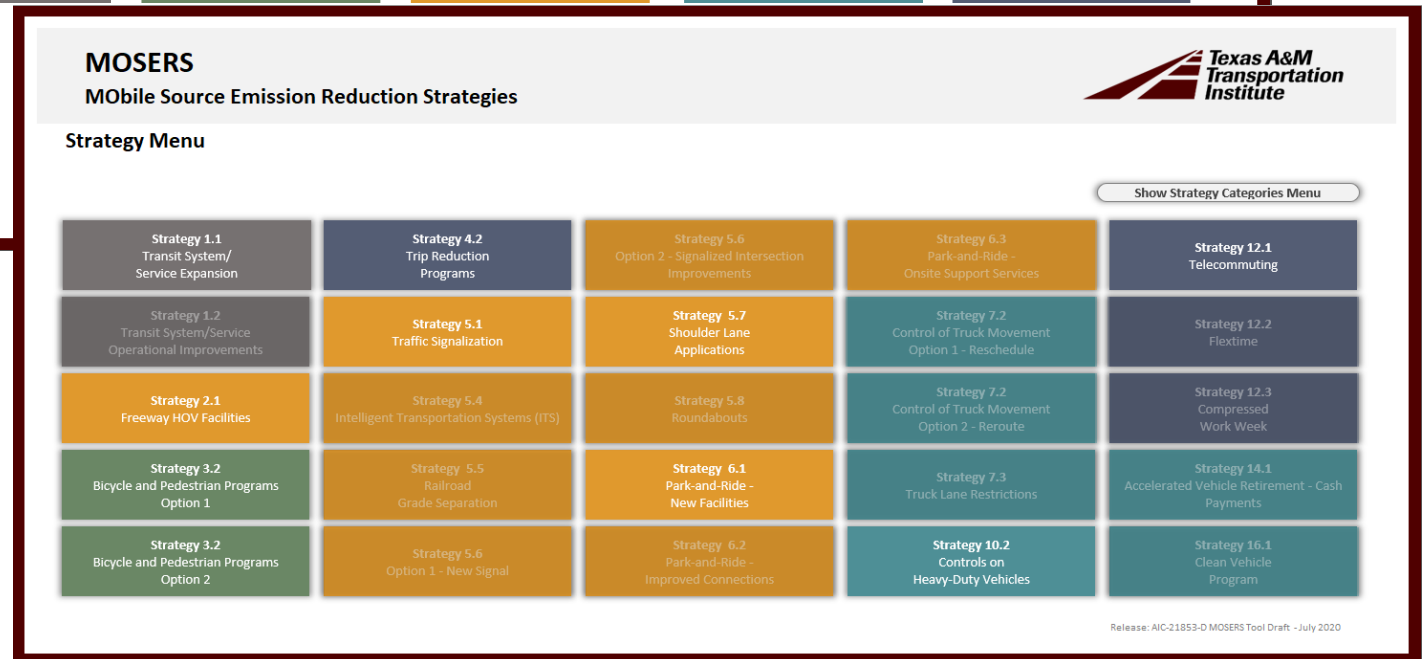 MOSERS
MObile Source Emission Reduction Strategies
Texas A&M
Transportation
Institute
Strategy Menu
Show Strategy Categories Menu
Strategy 1.1
Transit System/
Service Expansion
Strategy 4.2
Trip Reduction
Programs
Strategy 5.6
Option 2 - Signalized Intersection
Improvements
Strategy 6.3
Park-and-Ride -
Onsite Support Services
Strategy 12.1
Telecommuting
Strategy 1.2
Transit System/Service
Operational Improvements
Strategy 5.1
Traffic Signalization
Strategy 5.7
Shoulder Lane
Applications
Strategy 7.2
Control of Truck Movement
Option 1 - Reschedule
Strategy 12.2
Flextime
Strategy 2.1
Freeway HOV Facilities
Strategy 5.4
Intelligent Transportation Systems (ITS)
Strategy 5.8
Roundabouts
Strategy 7.2
Control of Truck Movement
Option 2 - Reroute
Strategy 12.3
Compressed
Work Week
Strategy 3.2
Bicycle and Pedestrian Programs
Option 1
Strategy 5.5
Railroad
Grade Separation
Strategy 6.1
Park-and-Ride -
New Facilities
Strategy 7.3
Truck Lane Restrictions
Strategy 14.1
Accelerated Vehicle Retirement - Cash
Payments
Strategy 3.2
Bicycle and Pedestrian Programs
Option 2
Strategy 5.6
Option 1 - New Signal
Strategy 6.2
Park-and-Ride -
Improved Connections
Strategy 10.2
Controls on
Heavy-Duty Vehicles
Strategy 16.1
Clean Vehicle
Program
Release: AIC-21853-D MOSERS Tool Draft - July 2020